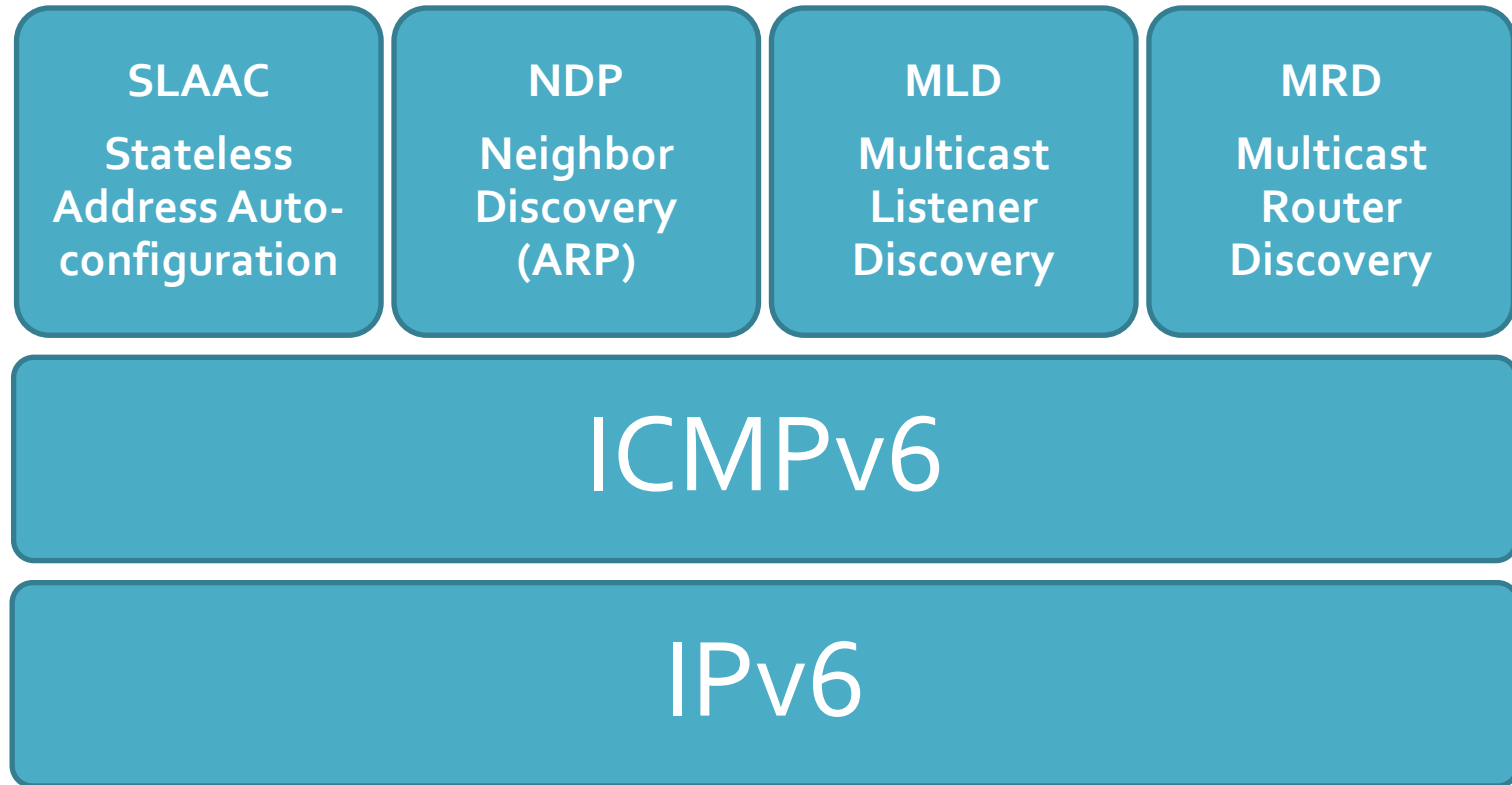 SLAAC
Stateless
Address Auto-
configuration
NDP
Neighbor
Discovery
(ARP)
MLD
Multicast
Listener
Discovery
MRD
Multicast
Router
Discovery
ICMPv6
IPv6